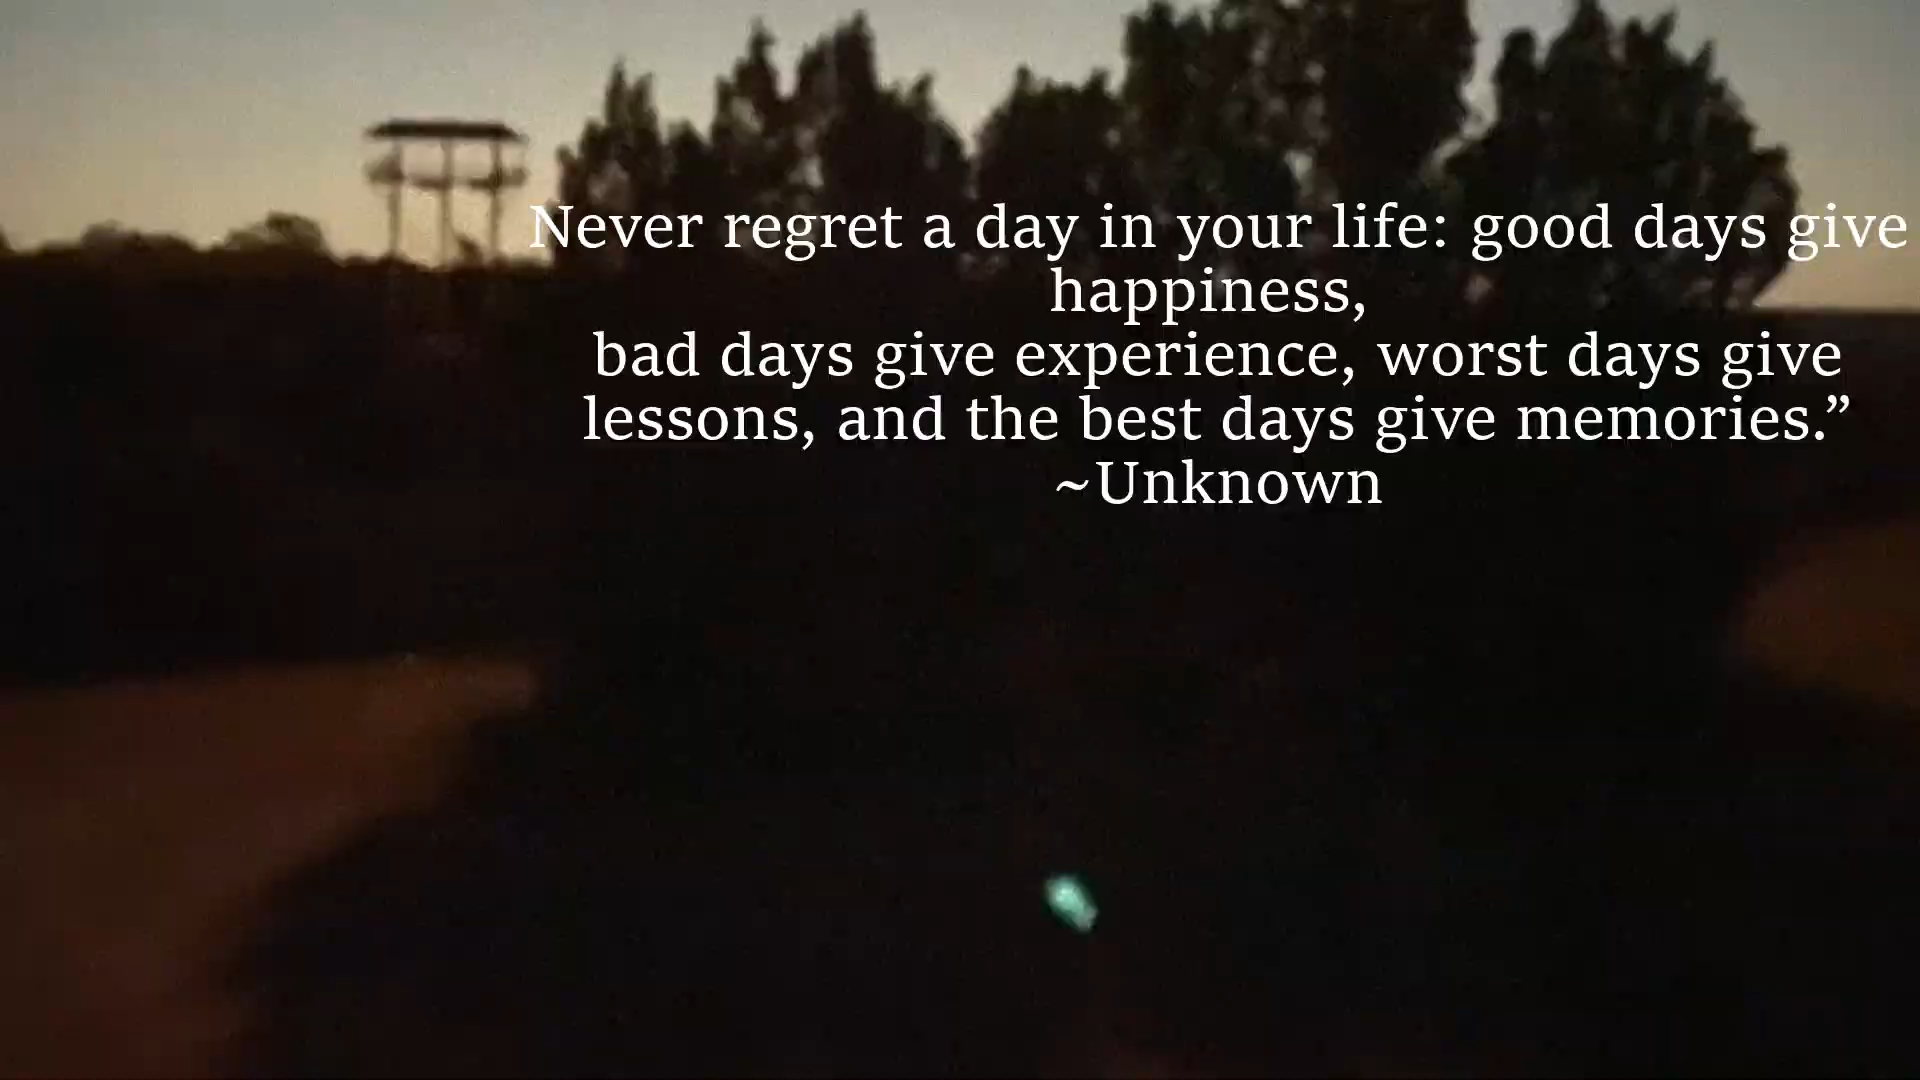 Never regret a day in your life: good days give
happiness,
bad days give experience, worst days give
lessons, and the best days give memories.”
~Unknown